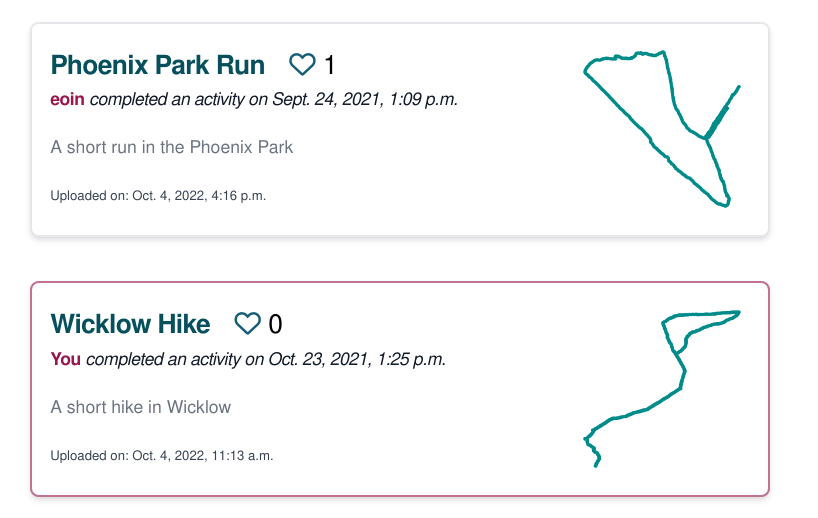 Phoenix Park Run 1
eoin completed an activity on Sept. 24, 2021, 1:09 p.m.
A short run in the Phoenix Park
Uploaded on: Oct. 4, 2022, 4:16 p.m.
Wicklow Hike 0
You completed an activity on Oct. 23, 2021, 1:25 p.m.
A short hike in Wicklow
Uploaded on: Oct. 4, 2022, 11:13 a.m.